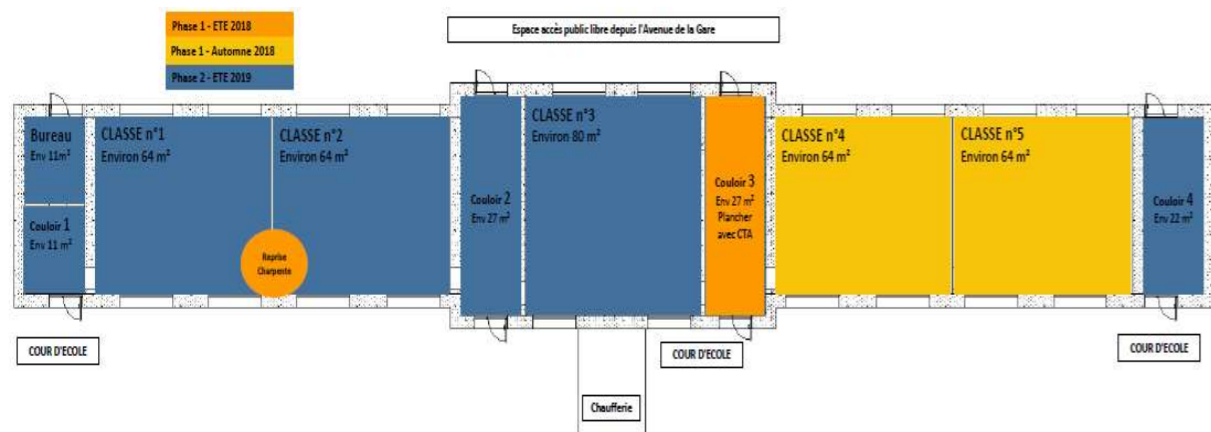 Phase 1 - ETE 2018
Phase 1 - Automne 2018
Phase 2 - ETE 2019
Espace accès public libre depuis l'Avenue de la Gare
Bureau
Env 11m²
CLASSE n°1
Environ 64 m²
CLASSE n°2
Environ 64 m²
CLASSE n°3
Environ 80 m²
CLASSE n°4
Environ 64 m²
CLASSE n°5
Environ 64 m²
Couloir 1
Env 11 m²
Reprise
Charpente
Couloir 2
Env 27 m²
Couloir 3
Env 27 m²
Plancher
avec CTA
Couloir 4
Env 22 m²
COUR D'ECOLE
COUR D'ECOLE
COUR D'ECOLE
Chaufferie